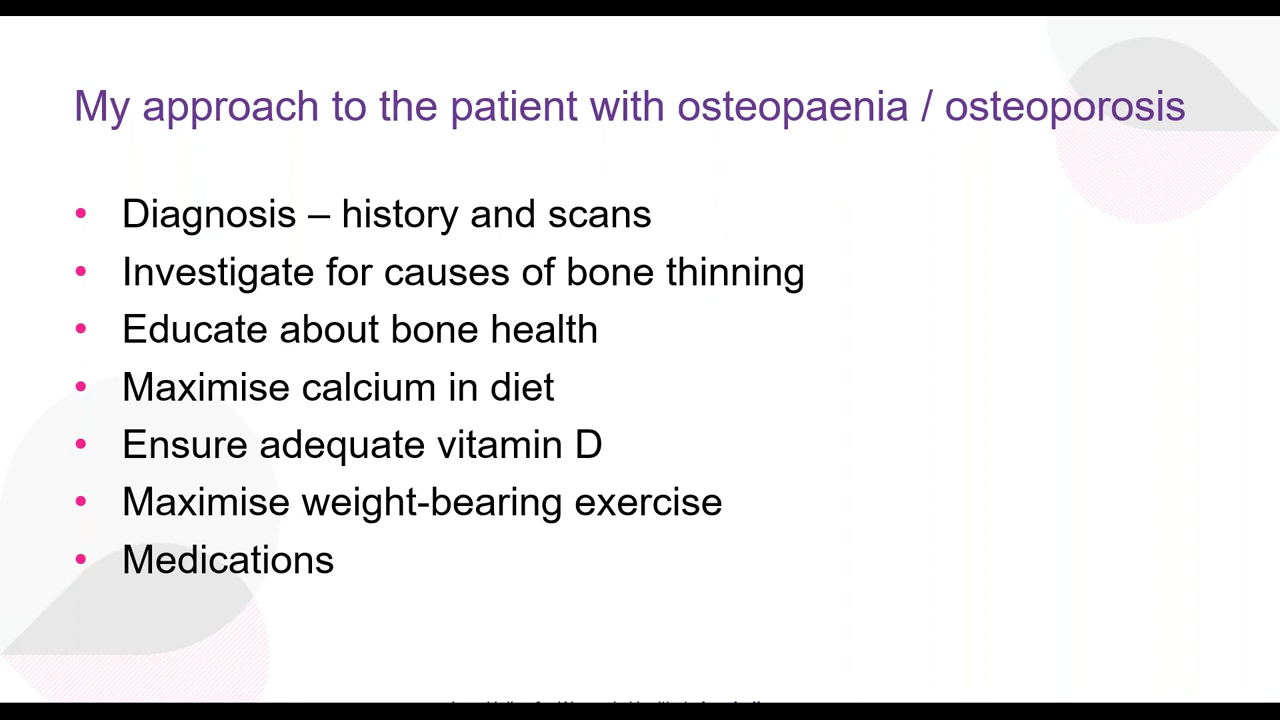 My approach to the patient with osteopaenia / osteoporosis
• Diagnosis – history and scans
• Investigate for causes of bone thinning
• Educate about bone health
• Maximise calcium in diet
• Ensure adequate vitamin D
• Maximise weight-bearing exercise
• Medications